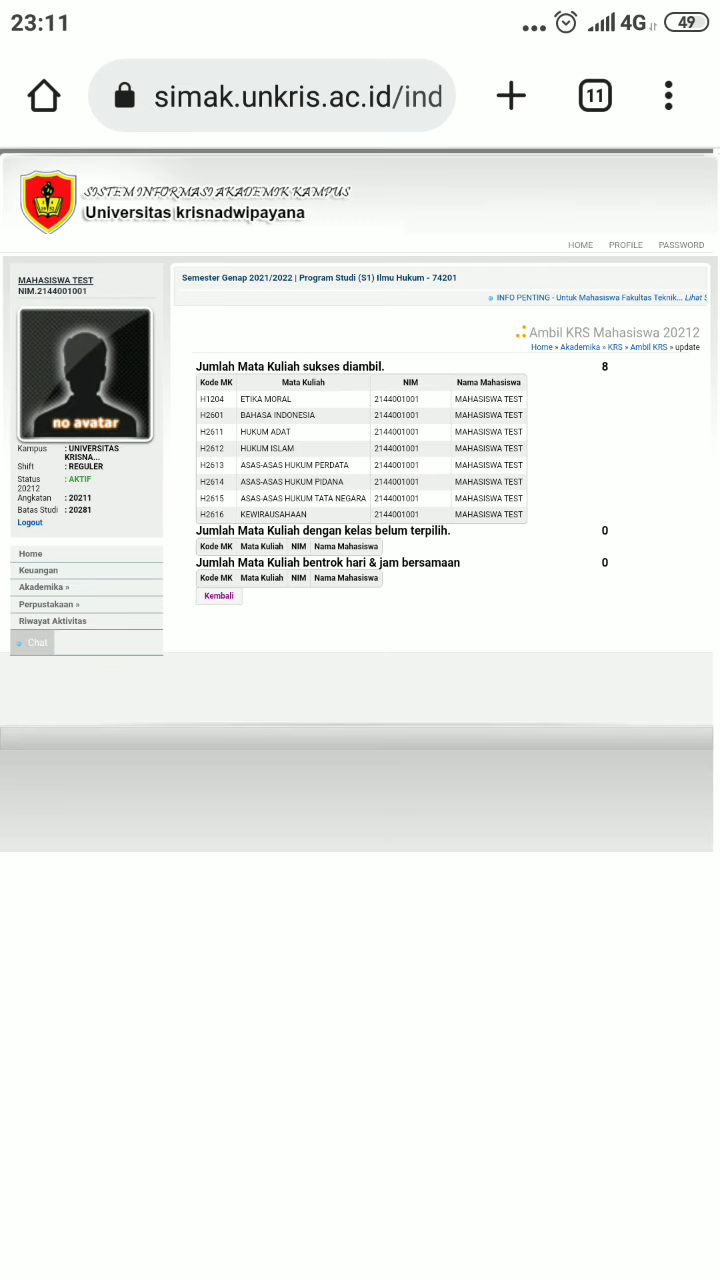 23:11
4G
49
simak.unkris.ac.id/ind
11
SISTEM INFORMASI AKADEMIK KAMPUS
Universitas krisnadwipayana
HOME PROFILE PASSWORD
MAHASISWA TEST
NIM.2144001001
no avatar
Kampus : UNIVERSITAS KRISNA...
Shift : REGULER
Status 20212 : AKTIF
Angkatan : 20211
Batas Studi : 20281
Logout
Home
Keuangan
Akademika »
Perpustakaan »
Riwayat Aktivitas
Chat
Semester Genap 2021/2022 | Program Studi (S1) Ilmu Hukum - 74201
INFO PENTING - Untuk Mahasiswa Fakultas Teknik... Lihat S
Ambil KRS Mahasiswa 20212
Home » Akademika » KRS » Ambil KRS » update
Jumlah Mata Kuliah sukses diambil. 8
Kode MK Mata Kuliah NIM Nama Mahasiswa
H1204 ETIKA MORAL 2144001001 MAHASISWA TEST
H2601 BAHASA INDONESIA 2144001001 MAHASISWA TEST
H2611 HUKUM ADAT 2144001001 MAHASISWA TEST
H2612 HUKUM ISLAM 2144001001 MAHASISWA TEST
H2613 ASAS-ASAS HUKUM PERDATA 2144001001 MAHASISWA TEST
H2614 ASAS-ASAS HUKUM PIDANA 2144001001 MAHASISWA TEST
H2615 ASAS-ASAS HUKUM TATA NEGARA 2144001001 MAHASISWA TEST
H2616 KEWIRAUSAHAAN 2144001001 MAHASISWA TEST
Jumlah Mata Kuliah dengan kelas belum terpilih. 0
Kode MK Mata Kuliah NIM Nama Mahasiswa
Jumlah Mata Kuliah bentrok hari & jam bersamaan 0
Kode MK Mata Kuliah NIM Nama Mahasiswa
Kembali